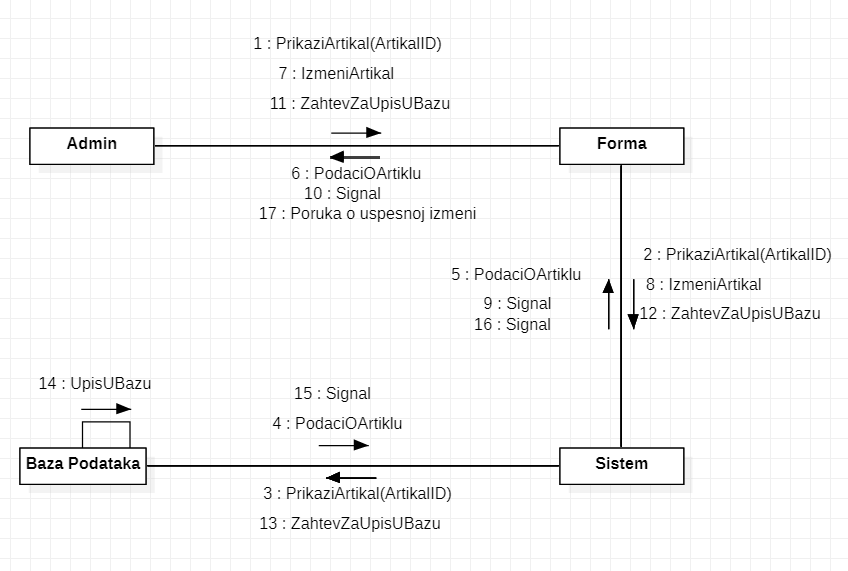 1 : PrikaziArtikal(ArtikalID)
7 : IzmeniArtikal
11 : ZahtevZaUpisUBazu
Admin
Forma
6 : PodaciOArtiklu
10 : Signal
17 : Poruka o uspesnoj izmeni
2 : PrikaziArtikal(ArtikalID)
5 : PodaciOArtiklu
8 : IzmeniArtikal
9 : Signal
12 : ZahtevZaUpisUBazu
16 : Signal
14 : UpisUBazu
15 : Signal
4 : PodaciOArtiklu
Baza Podataka
Sistem
3 : PrikaziArtikal(ArtikalID)
13 : ZahtevZaUpisUBazu